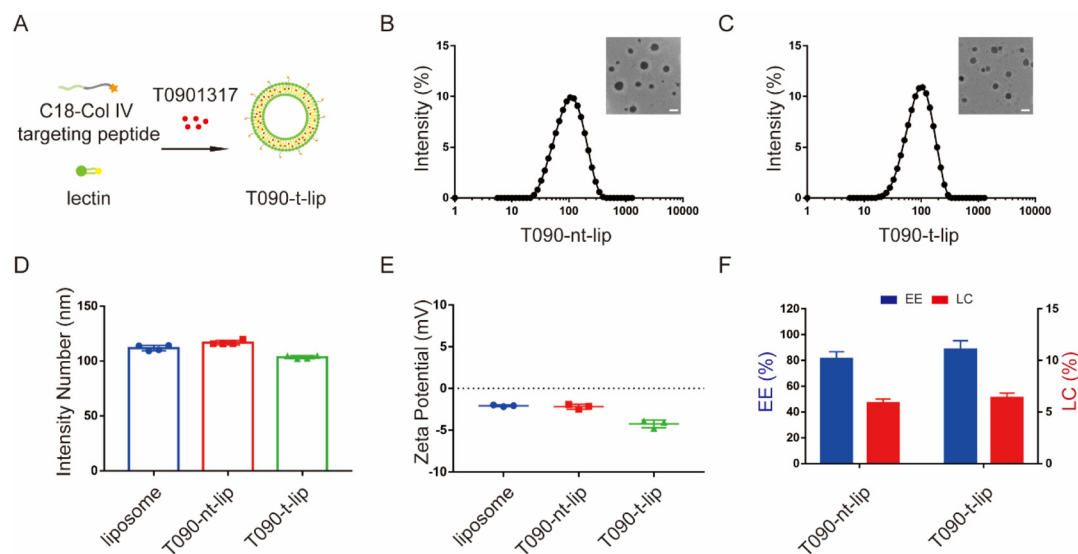 A
C18-Col IV
targeting peptide
lectin
T0901317
T090-t-lip
B
Intensity (%)
15
10
5
0
1
10
100
1000
10000
T090-nt-lip
C
Intensity (%)
15
10
5
0
1
10
100
1000
10000
T090-t-lip
D
Intensity Number (nm)
150
100
50
0
liposome
T090-nt-lip
T090-t-lip
E
Zeta Potential (mV)
10
5
0
-5
-10
liposome
T090-nt-lip
T090-t-lip
F
EE
LC
EE (%)
120
100
80
60
40
20
0
LC (%)
15
10
5
0
T090-nt-lip
T090-t-lip